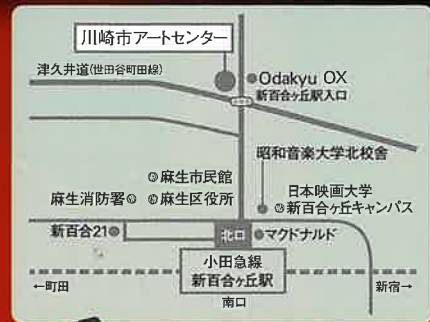 川崎市アートセンター
津久井道(世田谷町田線)
Odakyu OX
新百合ヶ丘駅入口
昭和音楽大学北校舎
麻生市民館
日本映画大学
麻生消防署
麻生区役所
新百合ヶ丘キャンパス
新百合21
北口
マクドナルド
小田急線
新百合ヶ丘駅
←町田
新宿→
南口